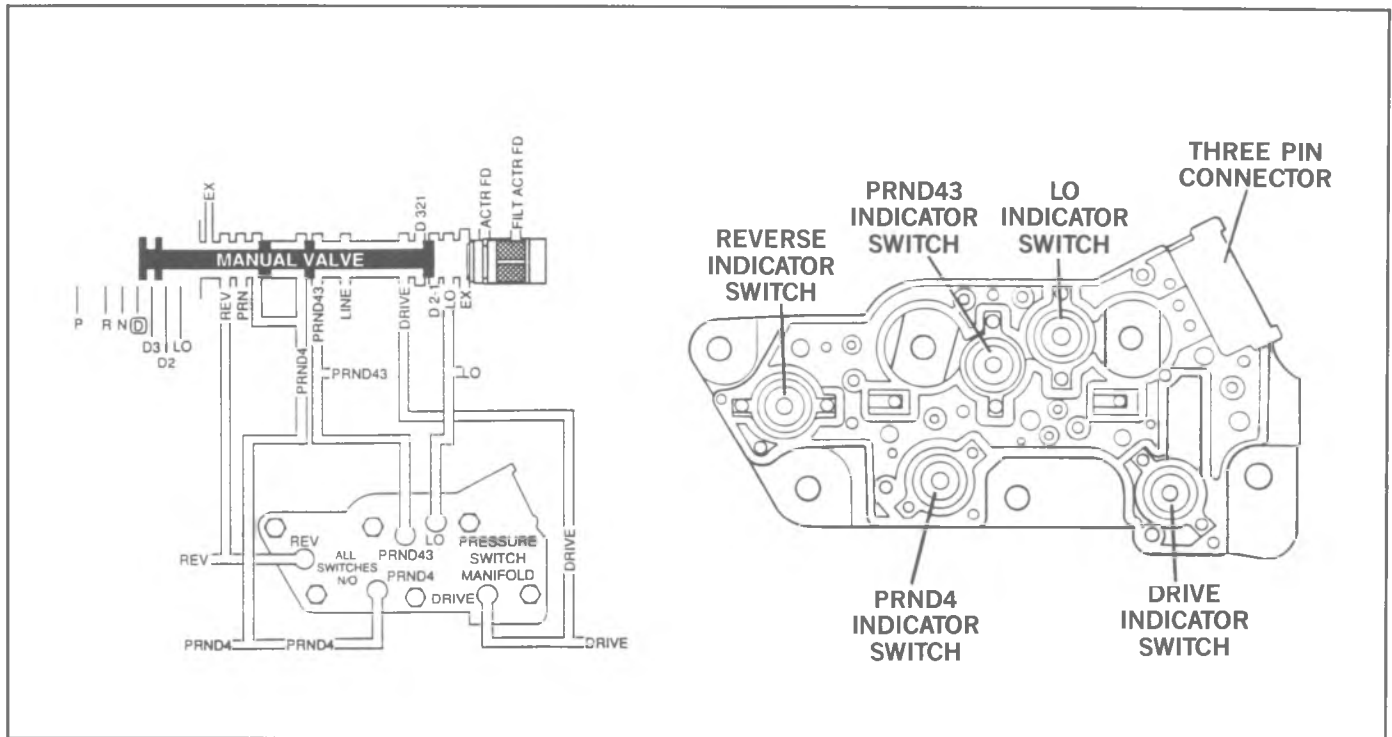 EX
MANUAL VALVE
D 321
ACTR FD
FILT ACTR FD
P
R
N
D
D3
D2
LO
REV
PRN
PRND4
PRND43
LINE
DRIVE
D 2-1
LO
EX
PRND43
LO
DRIVE
REV
REV
ALL
SWITCHES
N/O
PRND43
LO
PRND4
PRESSURE
SWITCH
MANIFOLD
DRIVE
PRND4
PRND4
DRIVE
REVERSE
INDICATOR
SWITCH
PRND43
INDICATOR
SWITCH
LO
INDICATOR
SWITCH
THREE PIN
CONNECTOR
PRND4
INDICATOR
SWITCH
DRIVE
INDICATOR
SWITCH